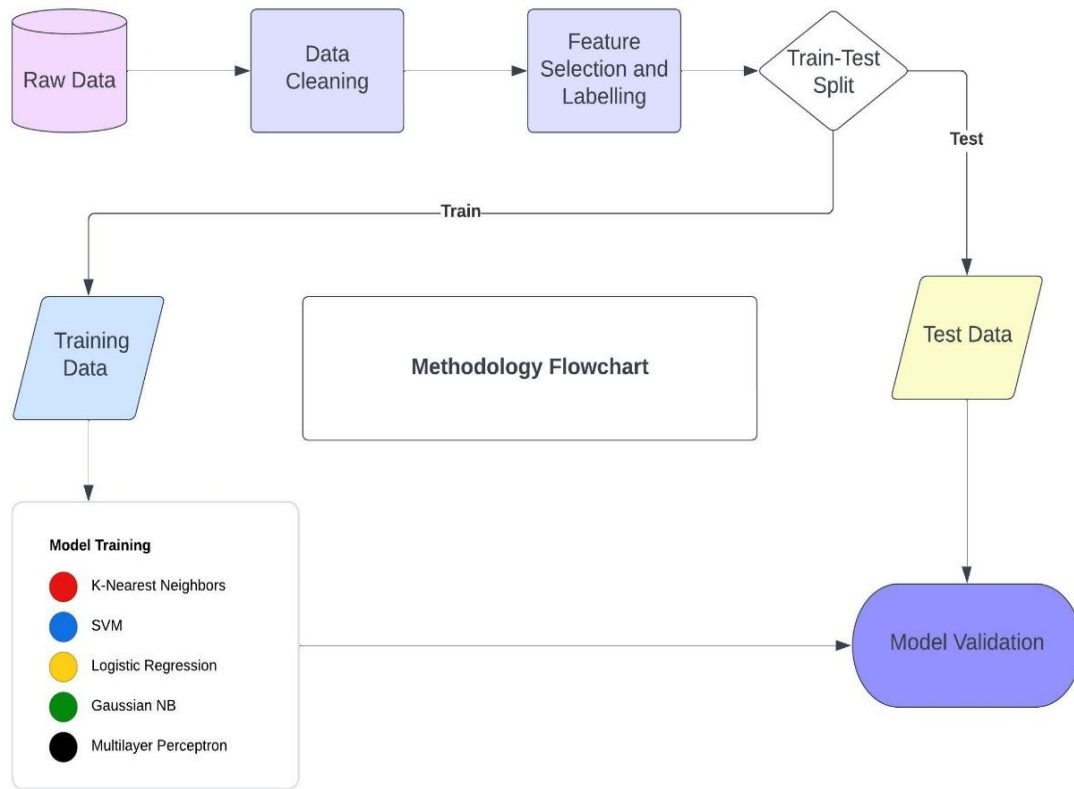 Raw Data
Data
Cleaning
Feature
Selection and
Labelling
Train-Test
Split
Test
Train
Training
Data
Methodology Flowchart
Test Data
Model Training
K-Nearest Neighbors
SVM
Logistic Regression
Gaussian NB
Multilayer Perceptron
Model Validation